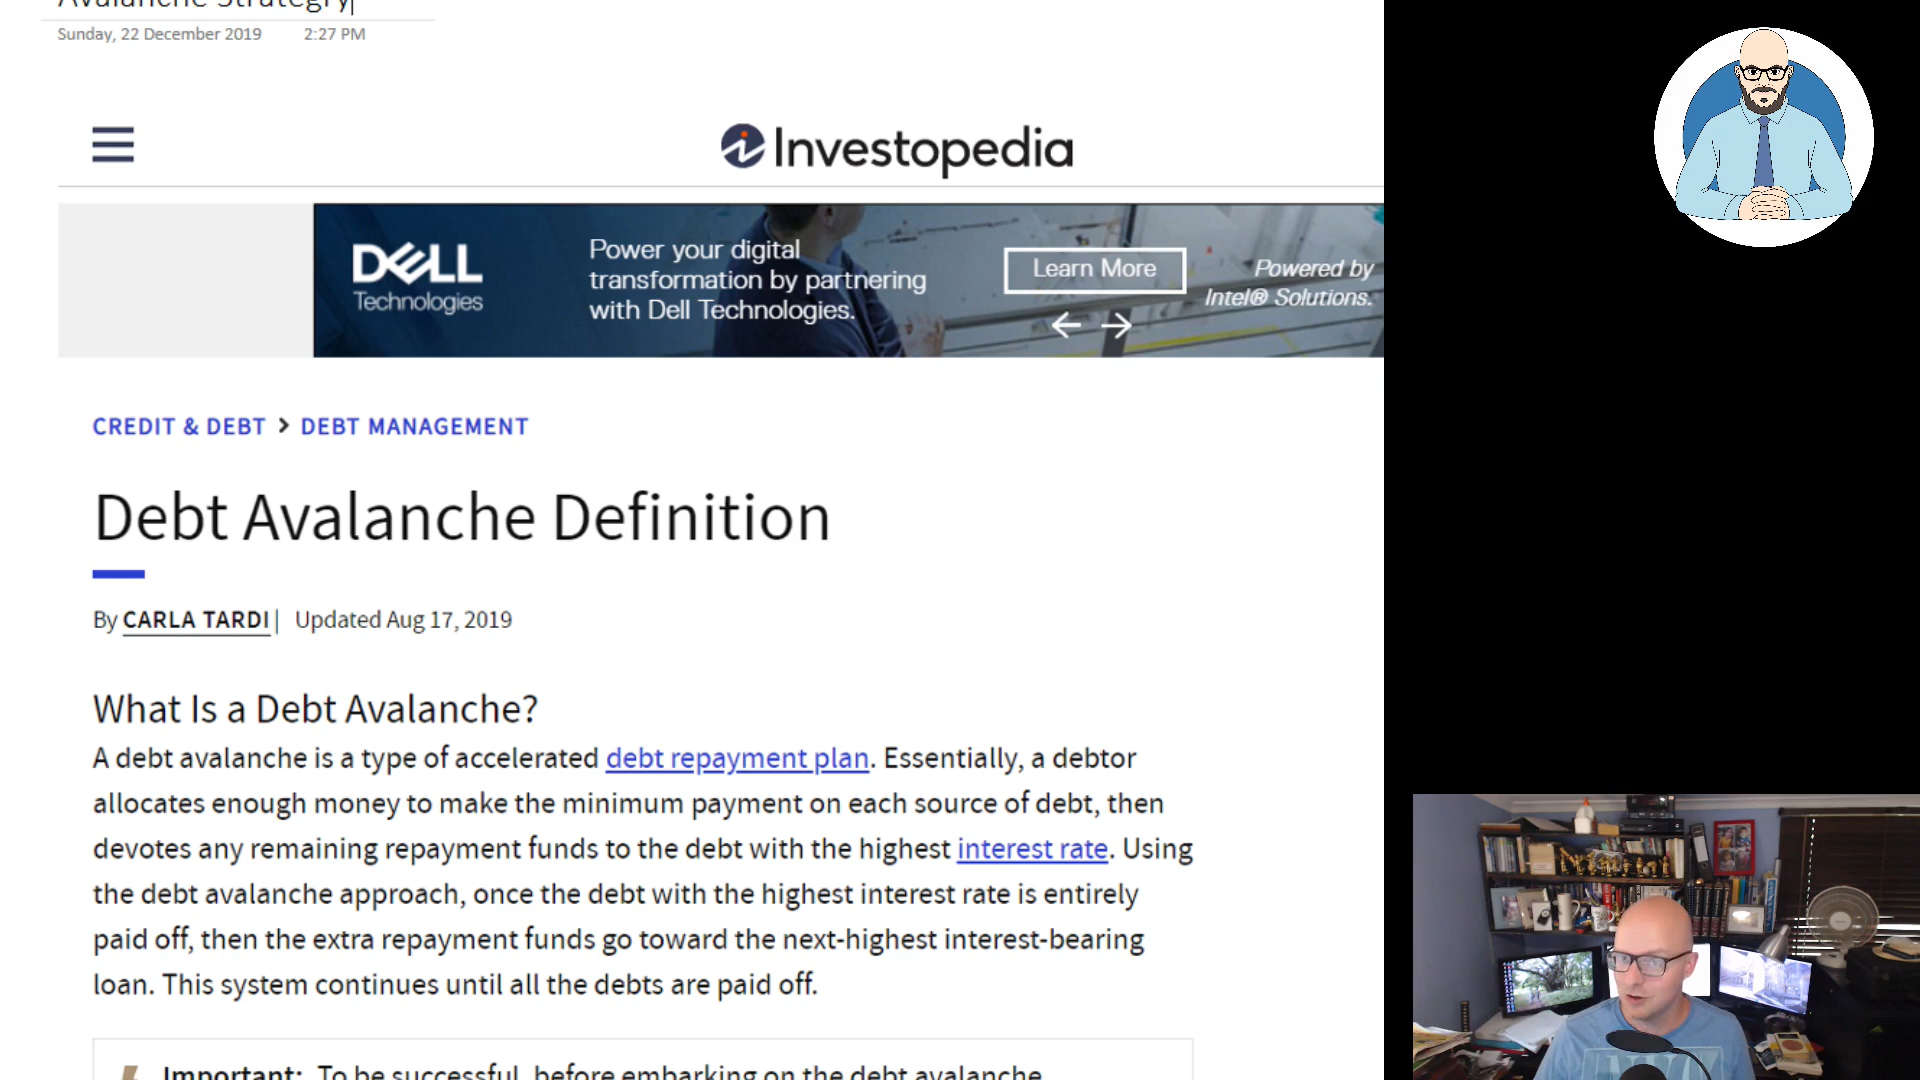 Avalanche Strategry
Sunday, 22 December 2019 2:27 PM
Investopedia
DELL
Technologies
Power your digital
transformation by partnering
with Dell Technologies.
Learn More
Powered by
Intel® Solutions.
CREDIT & DEBT > DEBT MANAGEMENT
Debt Avalanche Definition
By CARLA TARDI | Updated Aug 17, 2019
What Is a Debt Avalanche?
A debt avalanche is a type of accelerated debt repayment plan. Essentially, a debtor
allocates enough money to make the minimum payment on each source of debt, then
devotes any remaining repayment funds to the debt with the highest interest rate. Using
the debt avalanche approach, once the debt with the highest interest rate is entirely
paid off, then the extra repayment funds go toward the next-highest interest-bearing
loan. This system continues until all the debts are paid off.
Important: To be successful, before embarking on the debt avalanche